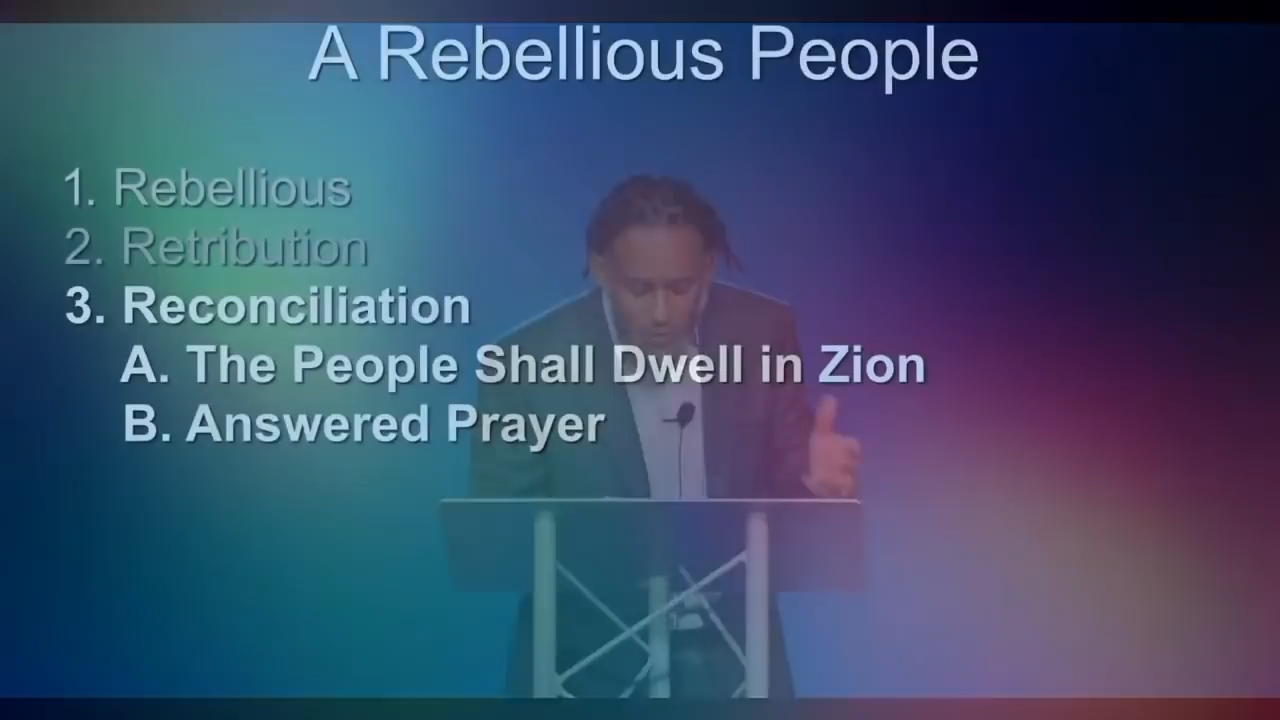 A Rebellious People
1. Rebellious
2. Retribution
3. Reconciliation
A. The People Shall Dwell in Zion
B. Answered Prayer